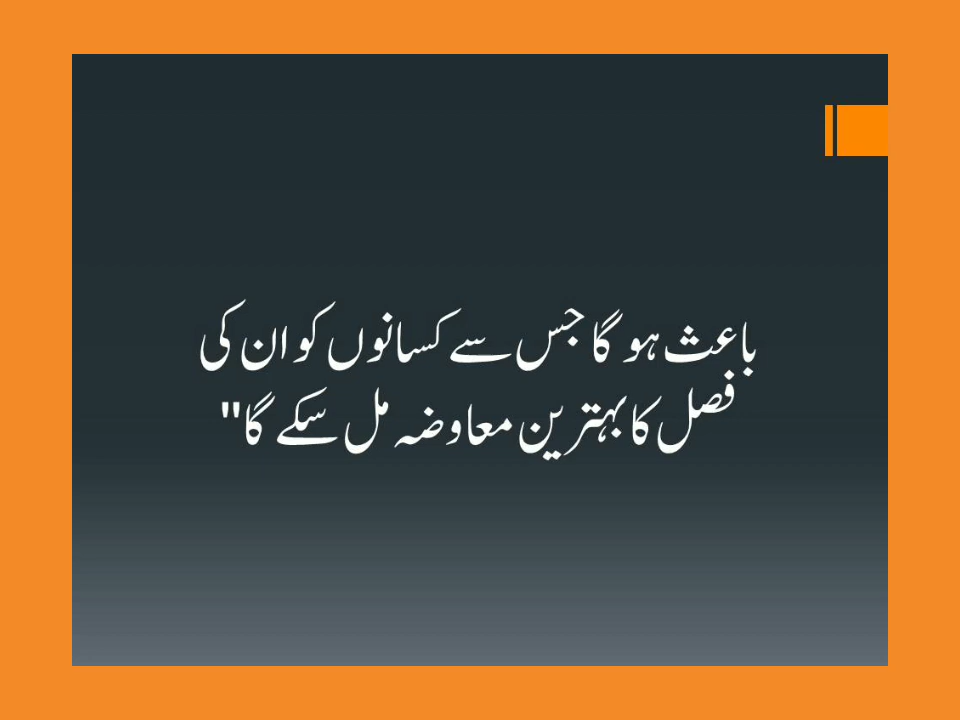 باعث ہو گا جس سے کسانوں کو ان کی
فصل کا بہترین معاوضہ مل سکے گا"